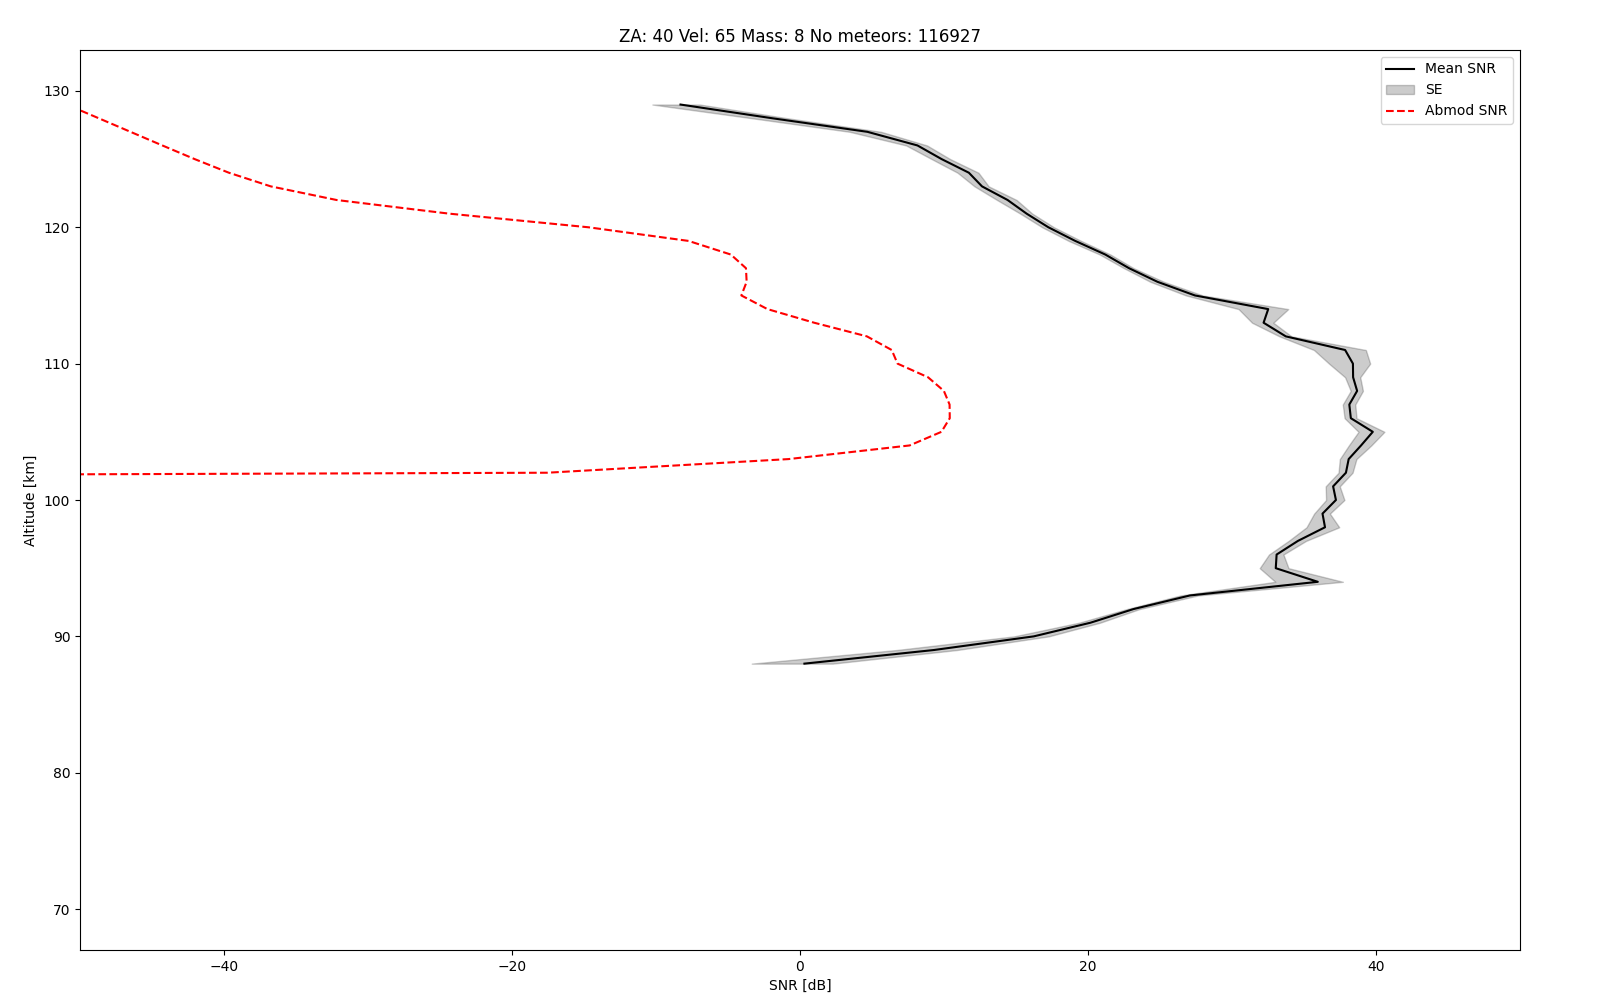 ZA: 40 Vel: 65 Mass: 8 No meteors: 116927
Mean SNR
SE
Abmod SNR
130
120
110
100
90
80
70
Altitude [km]
−40
−20
0
20
40
SNR [dB]